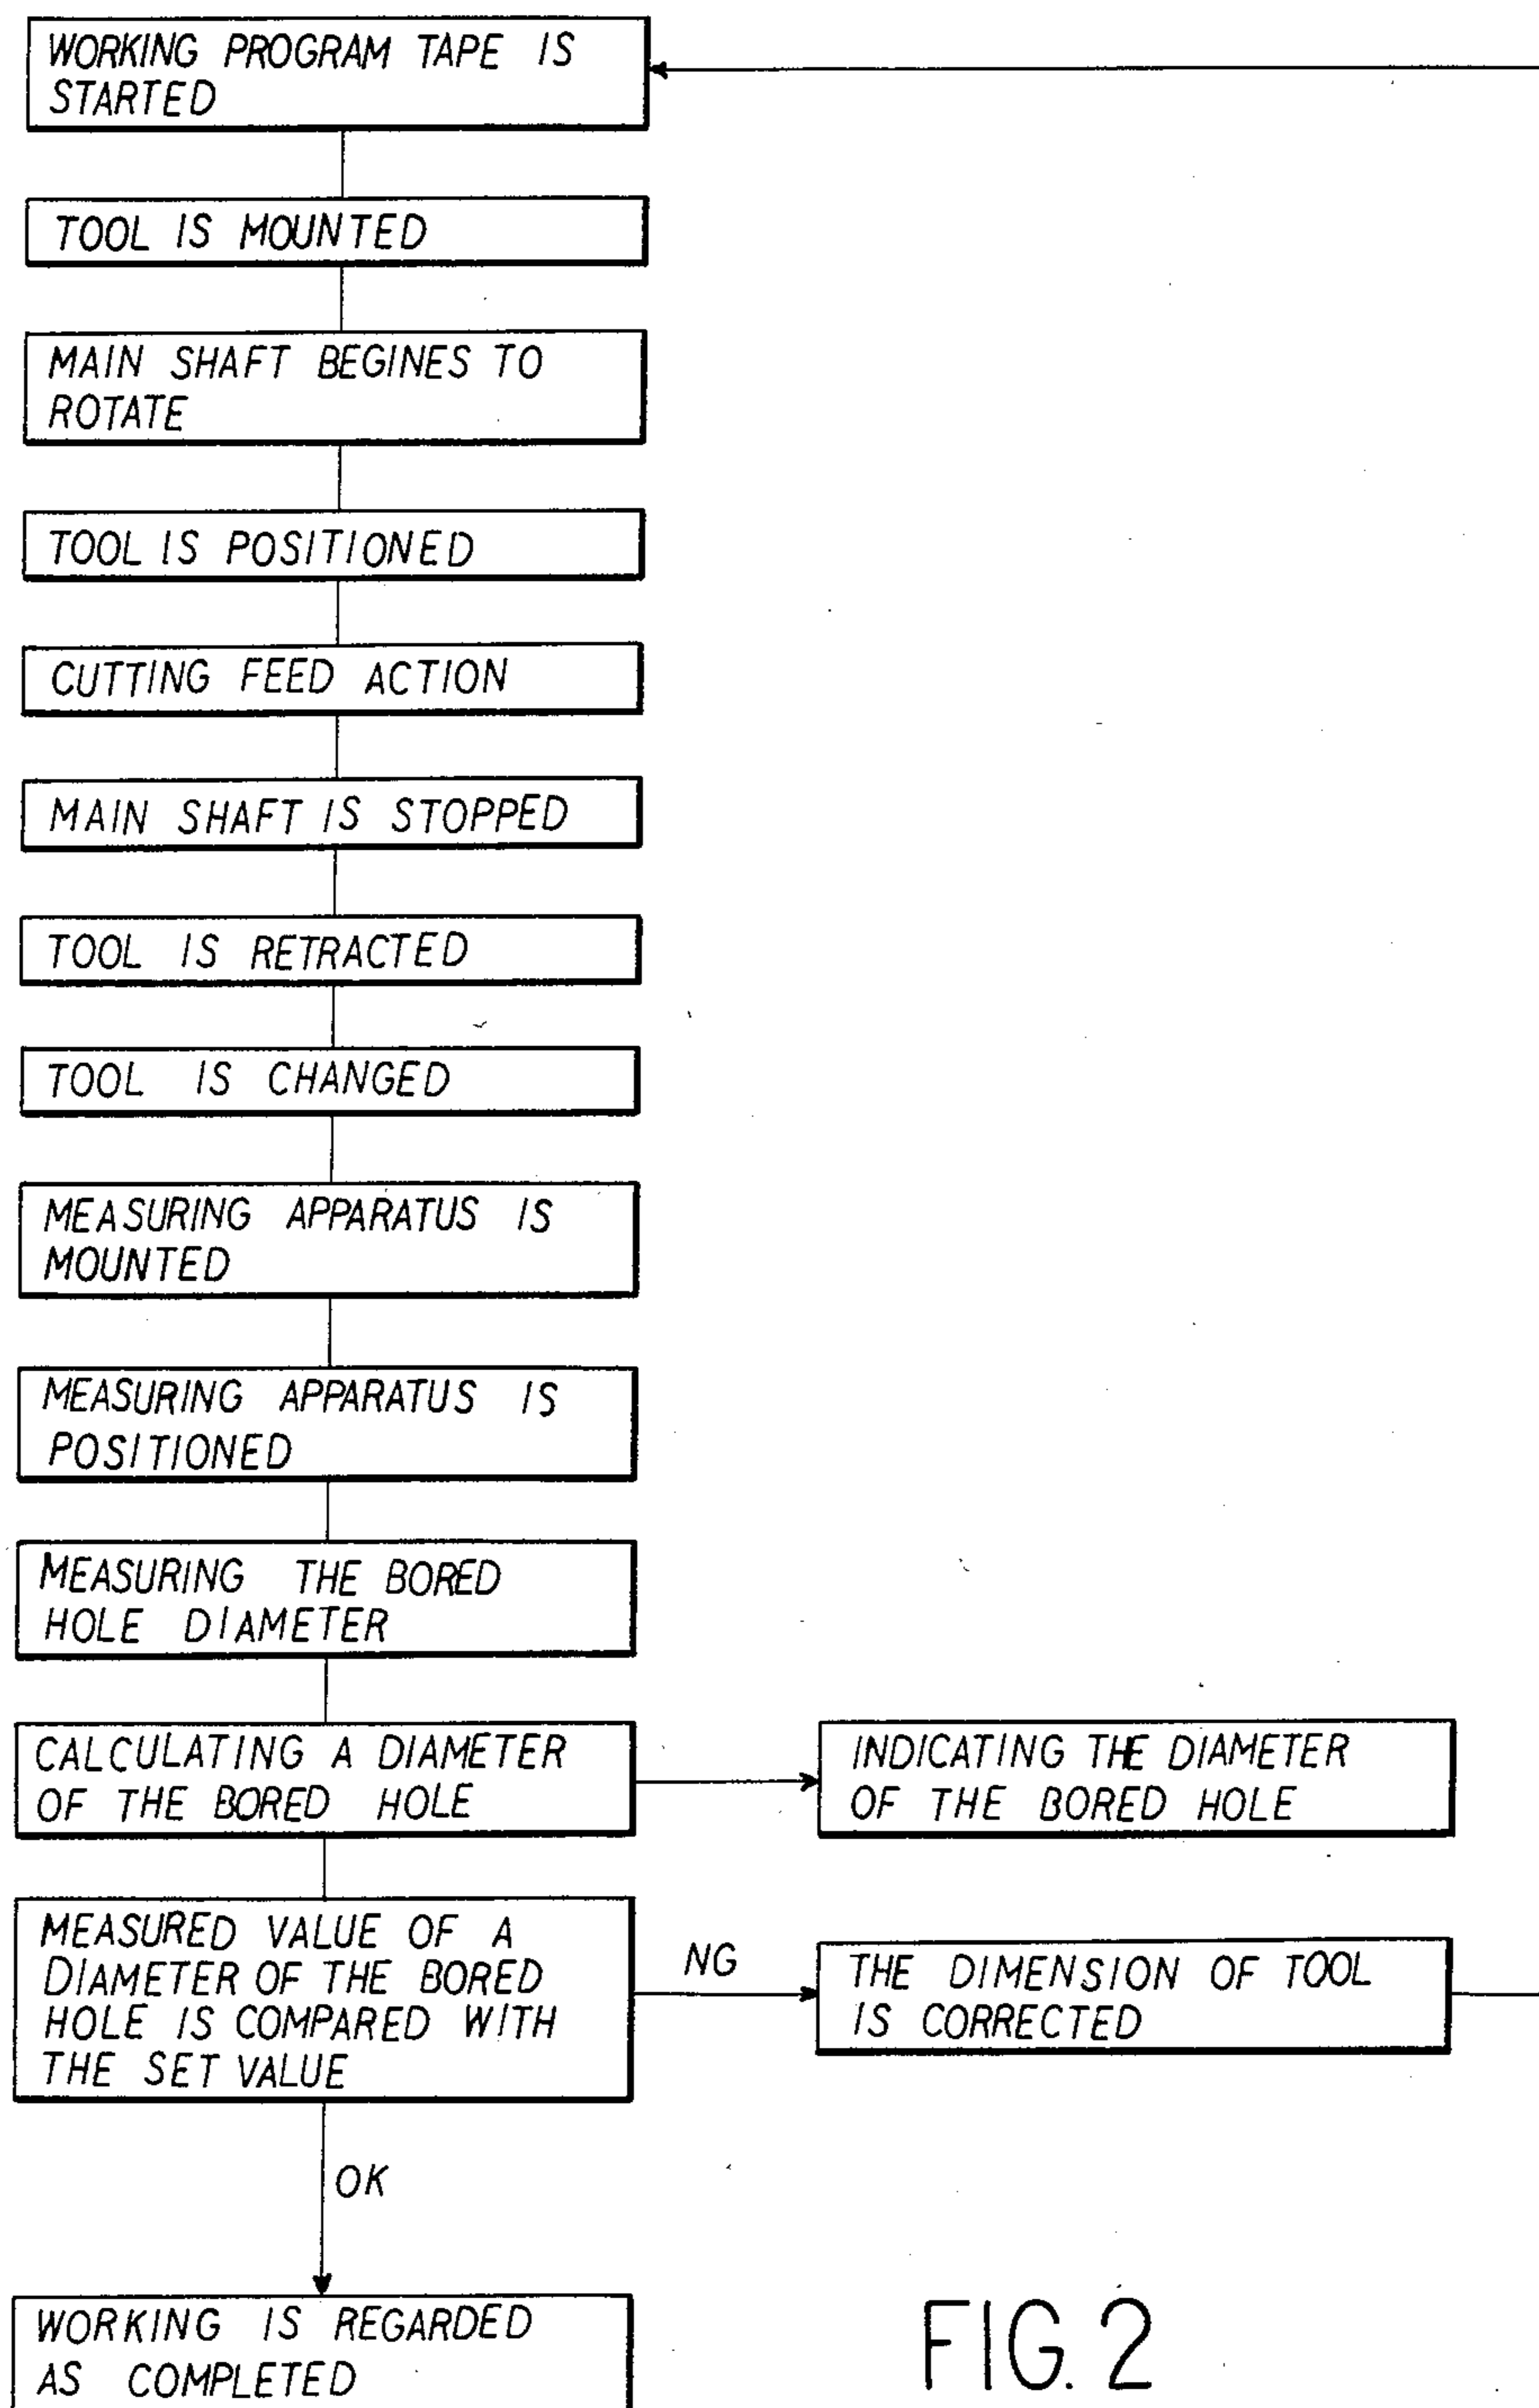 WORKING PROGRAM TAPE IS
STARTED
TOOL IS MOUNTED
MAIN SHAFT BEGINES TO
ROTATE
TOOL IS POSITIONED
CUTTING FEED ACTION
MAIN SHAFT IS STOPPED
TOOL IS RETRACTED
TOOL IS CHANGED
MEASURING APPARATUS IS
MOUNTED
MEASURING APPARATUS IS
POSITIONED
MEASURING THE BORED
HOLE DIAMETER
CALCULATING A DIAMETER
OF THE BORED HOLE
INDICATING THE DIAMETER
OF THE BORED HOLE
MEASURED VALUE OF A
DIAMETER OF THE BORED
HOLE IS COMPARED WITH
THE SET VALUE
NG
THE DIMENSION OF TOOL
IS CORRECTED
OK
WORKING IS REGARDED
AS COMPLETED
FIG. 2